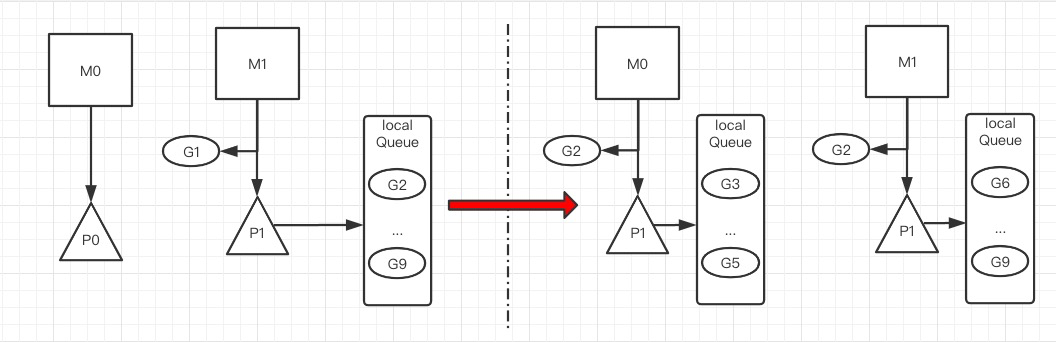 M0
P0
M1
G1
P1
local
Queue
G2
...
G9
M0
G2
P1
local
Queue
G3
...
G5
M1
G2
P1
local
Queue
G6
...
G9